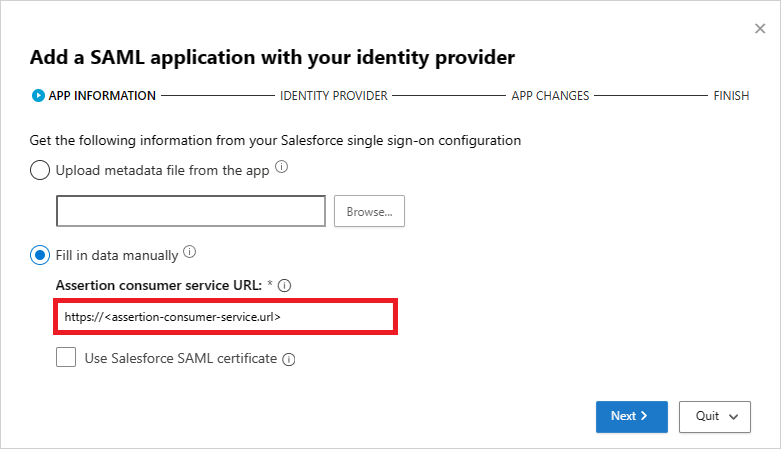 Add a SAML application with your identity provider
APP INFORMATION IDENTITY PROVIDER APP CHANGES FINISH
Get the following information from your Salesforce single sign-on configuration
Upload metadata file from the app
Browse...
Fill in data manually
Assertion consumer service URL: *
https://<assertion-consumer-service.url>
Use Salesforce SAML certificate
Next Quit